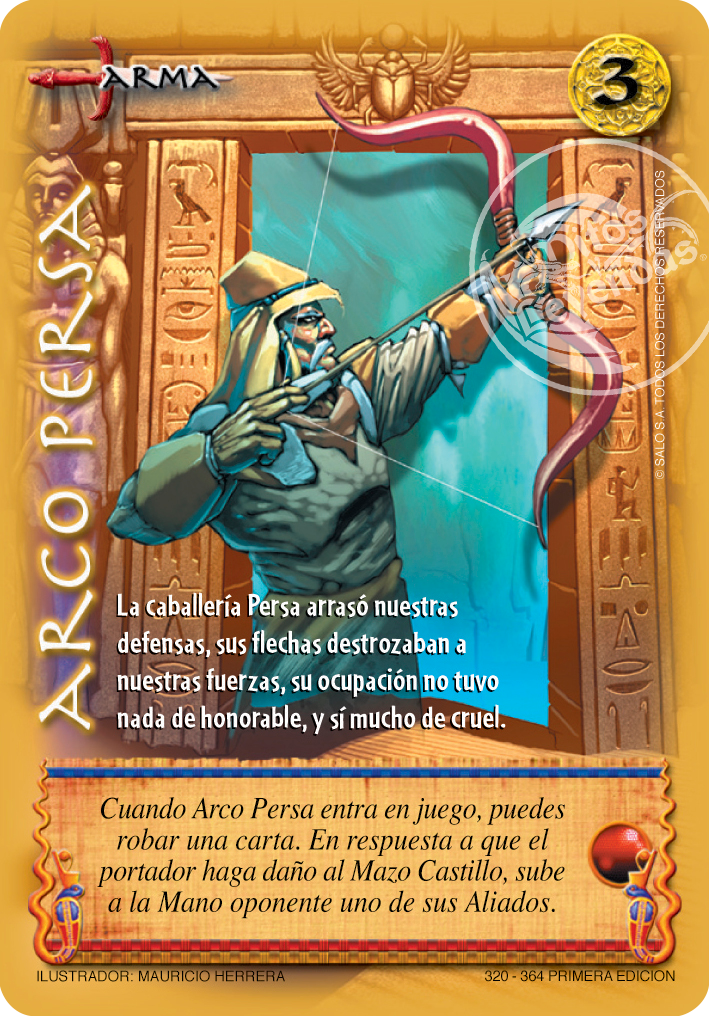 ARMA
3
ARCO PERSA
Mitos
Leyendas
®
© SALO S.A. TODOS LOS DERECHOS RESERVADOS
La caballería Persa arrasó nuestras
defensas, sus flechas destrozaban a
nuestras fuerzas, su ocupación no tuvo
nada de honorable, y sí mucho de cruel.
Cuando Arco Persa entra en juego, puedes
robar una carta. En respuesta a que el
portador haga daño al Mazo Castillo, sube
a la Mano oponente uno de sus Aliados.
ILUSTRADOR: MAURICIO HERRERA
320 - 364 PRIMERA EDICION